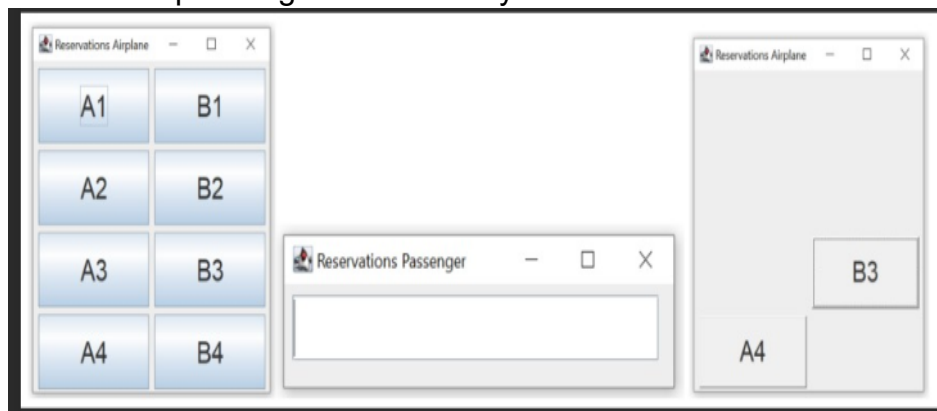 Reservations Airplane
A1 B1
A2 B2
A3 B3
A4 B4
Reservations Passenger
Reservations Airplane
B3
A4